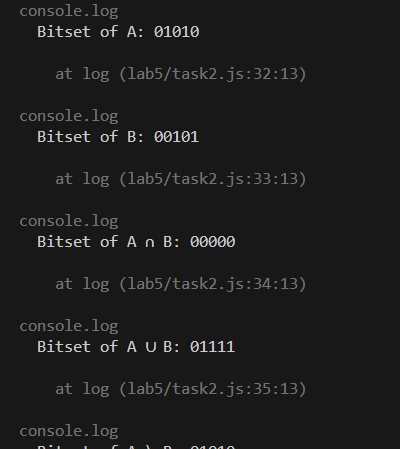 console.log
Bitset of A: 01010
at log (lab5/task2.js:32:13)
console.log
Bitset of B: 00101
at log (lab5/task2.js:33:13)
console.log
Bitset of A ∩ B: 00000
at log (lab5/task2.js:34:13)
console.log
Bitset of A ∪ B: 01111
at log (lab5/task2.js:35:13)
console.log
Bitset of A \ B: 01010